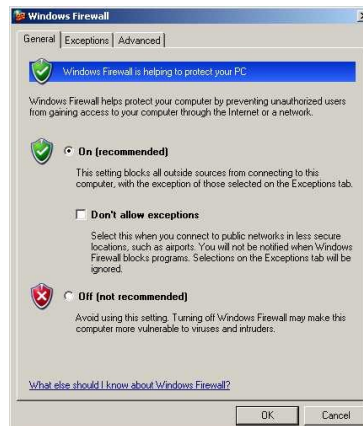 Windows Firewall
General
Exceptions
Advanced
Windows Firewall is helping to protect your PC
Windows Firewall helps protect your computer by preventing unauthorized users
from gaining access to your computer through the Internet or a network.
On (recommended)
This setting blocks all outside sources from connecting to this
computer, with the exception of those selected on the Exceptions tab.
Don't allow exceptions
Select this when you connect to public networks in less secure
locations, such as airports. You will not be notified when Windows
Firewall blocks programs. Selections on the Exceptions tab will be
ignored.
Off (not recommended)
Avoid using this setting. Turning off Windows Firewall may make this
computer more vulnerable to viruses and intruders.
What else should I know about Windows Firewall?
OK
Cancel